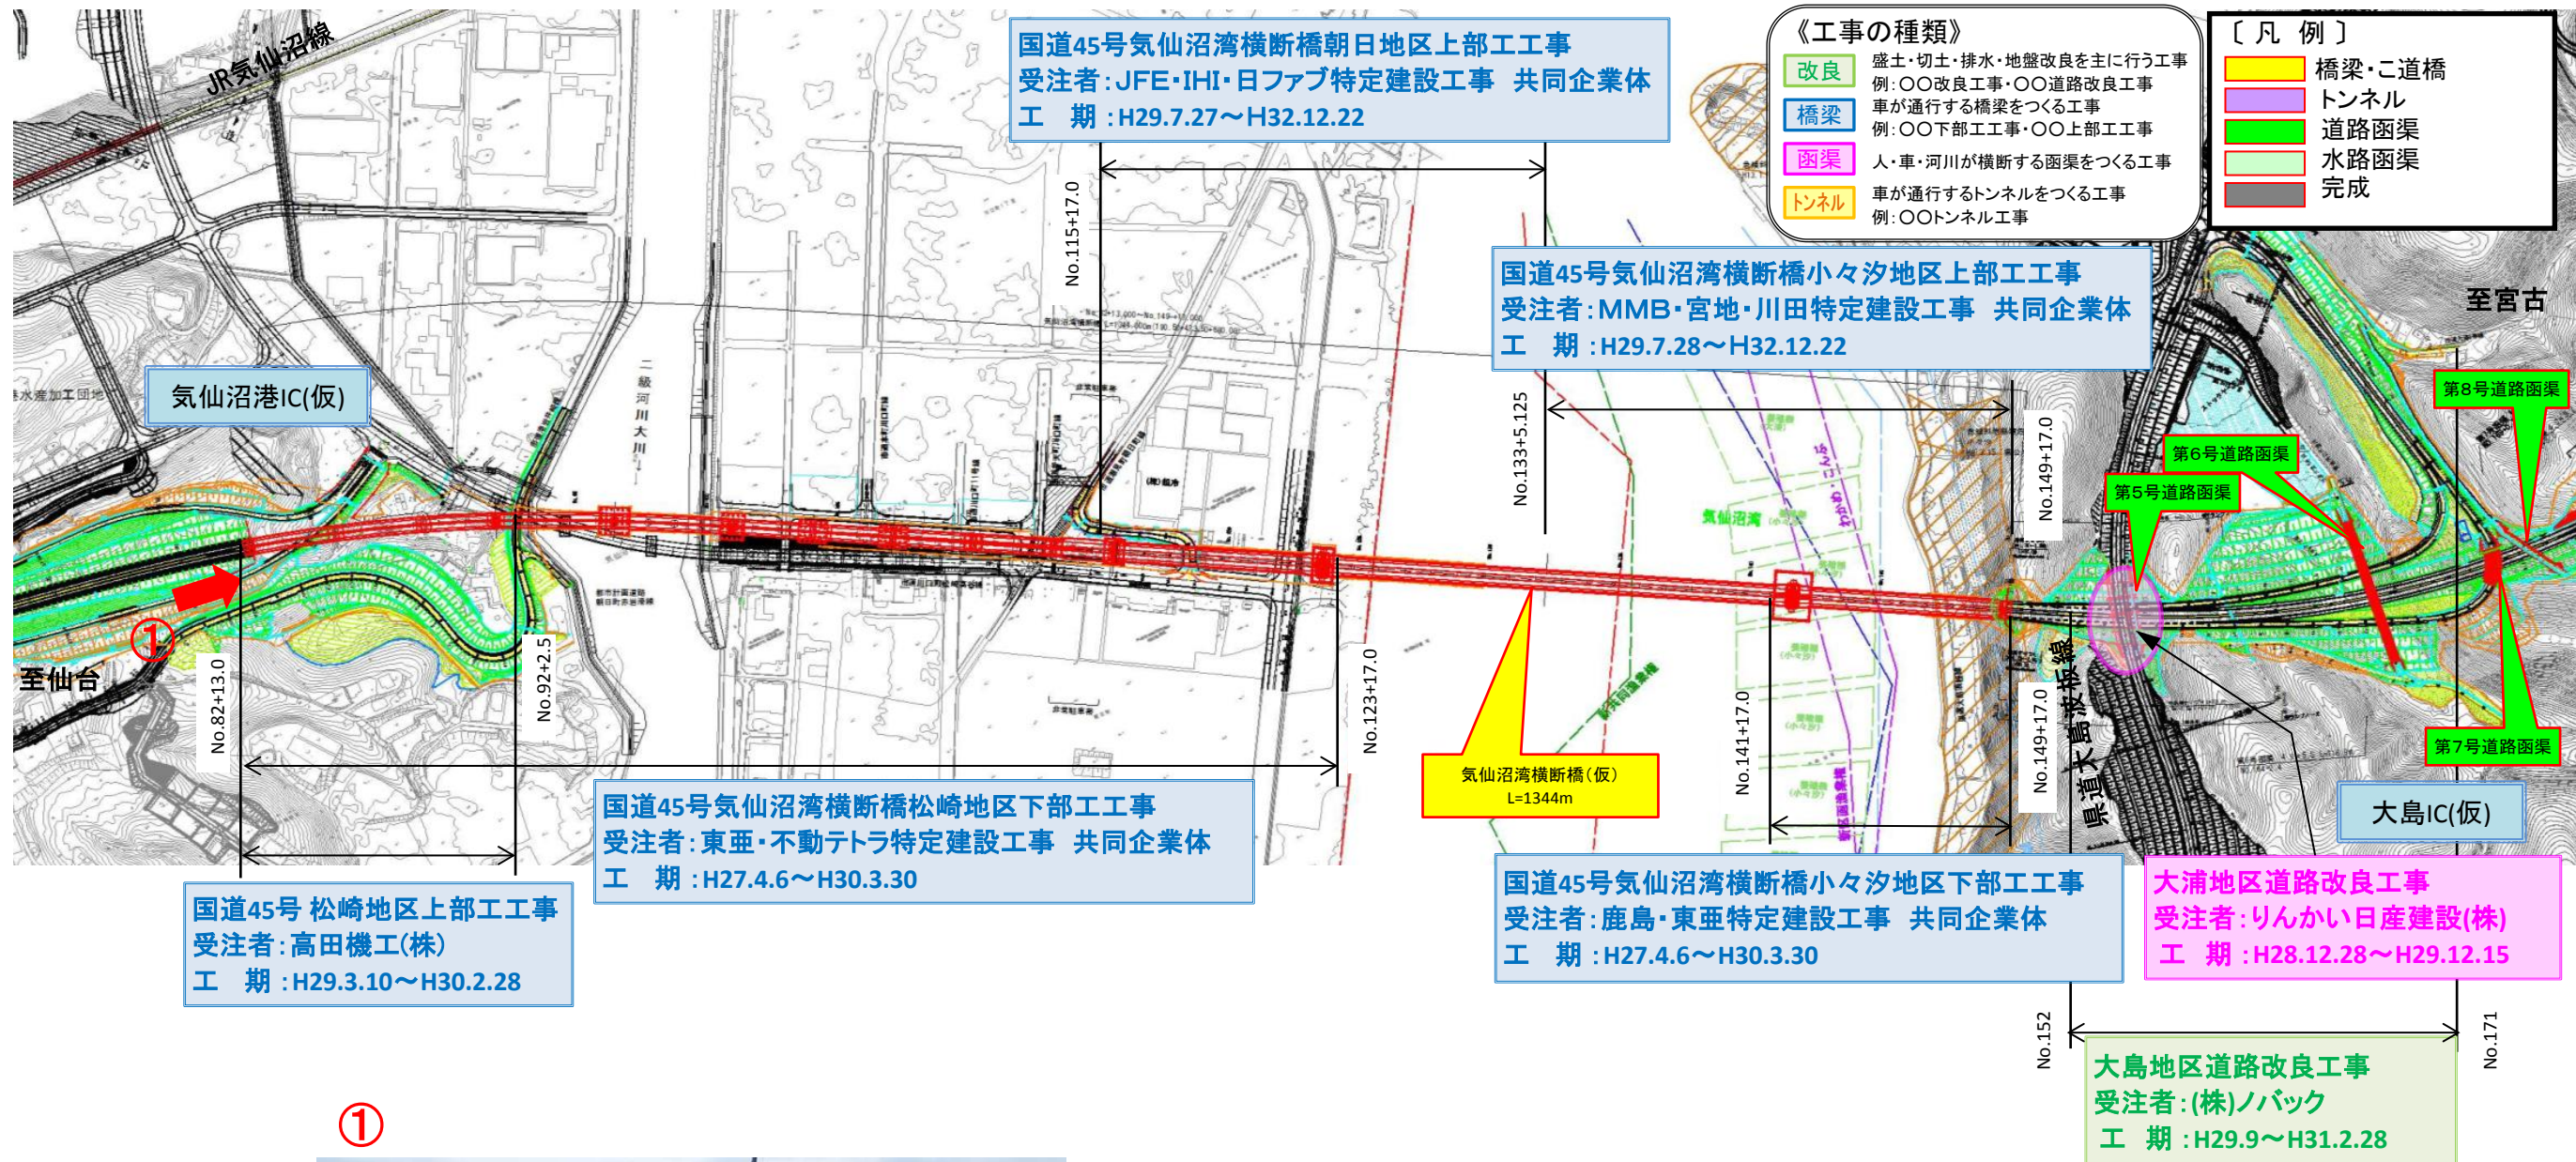 JR気仙沼線
国道45号気仙沼湾横断橋朝日地区上部工工事
受注者：JFE・IHI・日ファブ特定建設工事　共同企業体
工　期：H29.7.27～H32.12.22
《工事の種類》
改良
盛土・切土・排水・地盤改良を主に行う工事
例：○○改良工事・○○道路改良工事
橋梁
車が通行する橋梁をつくる工事
例：○○下部工工事・○○上部工工事
函渠
人・車・河川が横断する函渠をつくる工事
トンネル
車が通行するトンネルをつくる工事
例：○○トンネル工事
〔 凡　例 〕
橋梁・こ道橋
トンネル
道路函渠
水路函渠
完成
No.115+17.0
国道45号気仙沼湾横断橋小々汐地区上部工工事
受注者：MMB・宮地・川田特定建設工事　共同企業体
工　期：H29.7.28～H32.12.22
至宮古
気仙沼港IC(仮)
水産加工団地
二級河川大川
No.133+5.125
No.149+17.0
第8号道路函渠
第6号道路函渠
第5号道路函渠
気仙沼湾
わかめ・こんぶ
①
至仙台
No.82+13.0
No.92+2.5
No.123+17.0
新共同漁業権
気仙沼湾横断橋（仮）
L=1344m
No.141+17.0
No.149+17.0
県道大島波板線
第7号道路函渠
大島IC(仮)
国道45号気仙沼湾横断橋松崎地区下部工工事
受注者：東亜・不動テトラ特定建設工事　共同企業体
工　期：H27.4.6～H30.3.30
国道45号 松崎地区上部工工事
受注者：高田機工(株)
工　期：H29.3.10～H30.2.28
国道45号気仙沼湾横断橋小々汐地区下部工工事
受注者：鹿島・東亜特定建設工事　共同企業体
工　期：H27.4.6～H30.3.30
大浦地区道路改良工事
受注者：りんかい日産建設(株)
工　期：H28.12.28～H29.12.15
No.152
No.171
大島地区道路改良工事
受注者：(株)ノバック
工　期：H29.9～H31.2.28
①